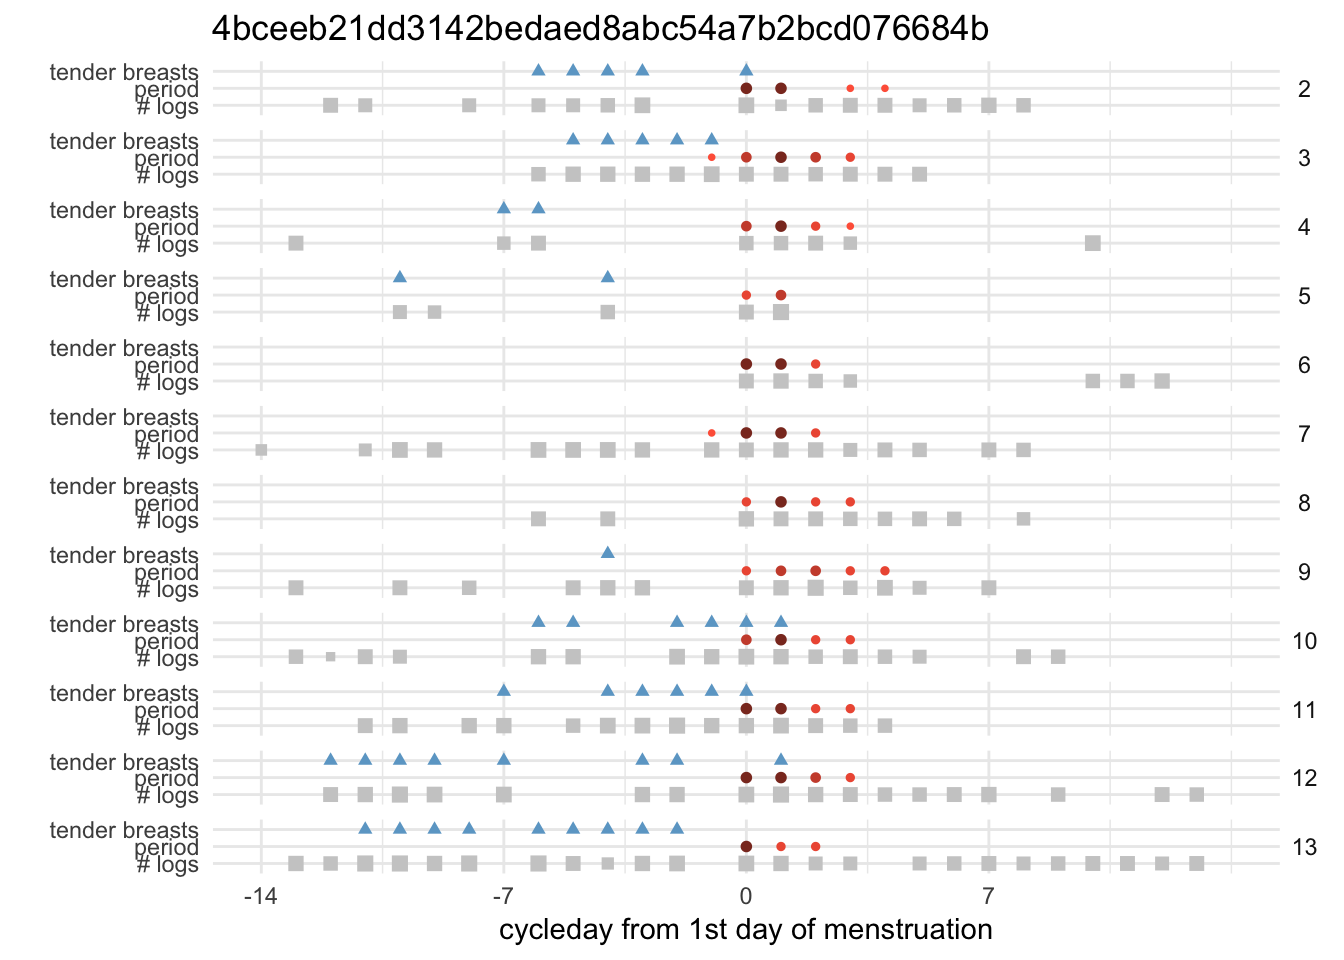 4bceeb21dd3142bedaed8abc54a7b2bcd076684b
tender breasts
period
# logs
2
tender breasts
period
# logs
3
tender breasts
period
# logs
4
tender breasts
period
# logs
5
tender breasts
period
# logs
6
tender breasts
period
# logs
7
tender breasts
period
# logs
8
tender breasts
period
# logs
9
tender breasts
period
# logs
10
tender breasts
period
# logs
11
tender breasts
period
# logs
12
tender breasts
period
# logs
13
-14 -7 0 7
cycleday from 1st day of menstruation